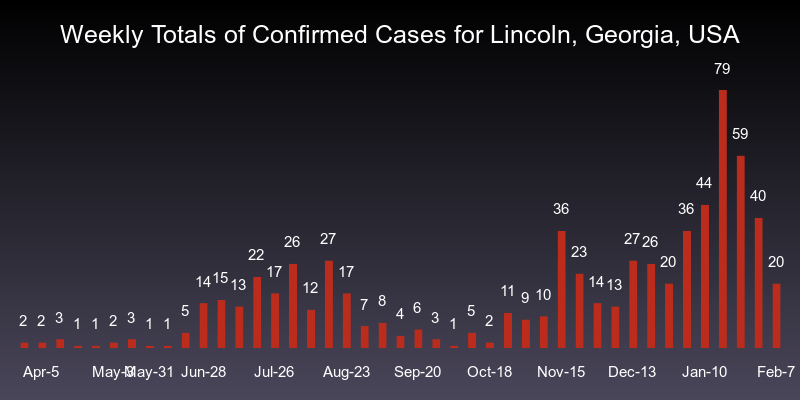 Weekly Totals of Confirmed Cases for Lincoln, Georgia, USA
79
59
44
40
36 36
27 26 27 26
22 23
17 17 20 20
14 15 13 12 14 13
11 9 10
7 8
5 4 6 5
2 2 3 1 1 2 3 1 1 3 1 2
Apr-5 May-31 Jun-28 Jul-26 Aug-23 Sep-20 Oct-18 Nov-15 Dec-13 Jan-10 Feb-7